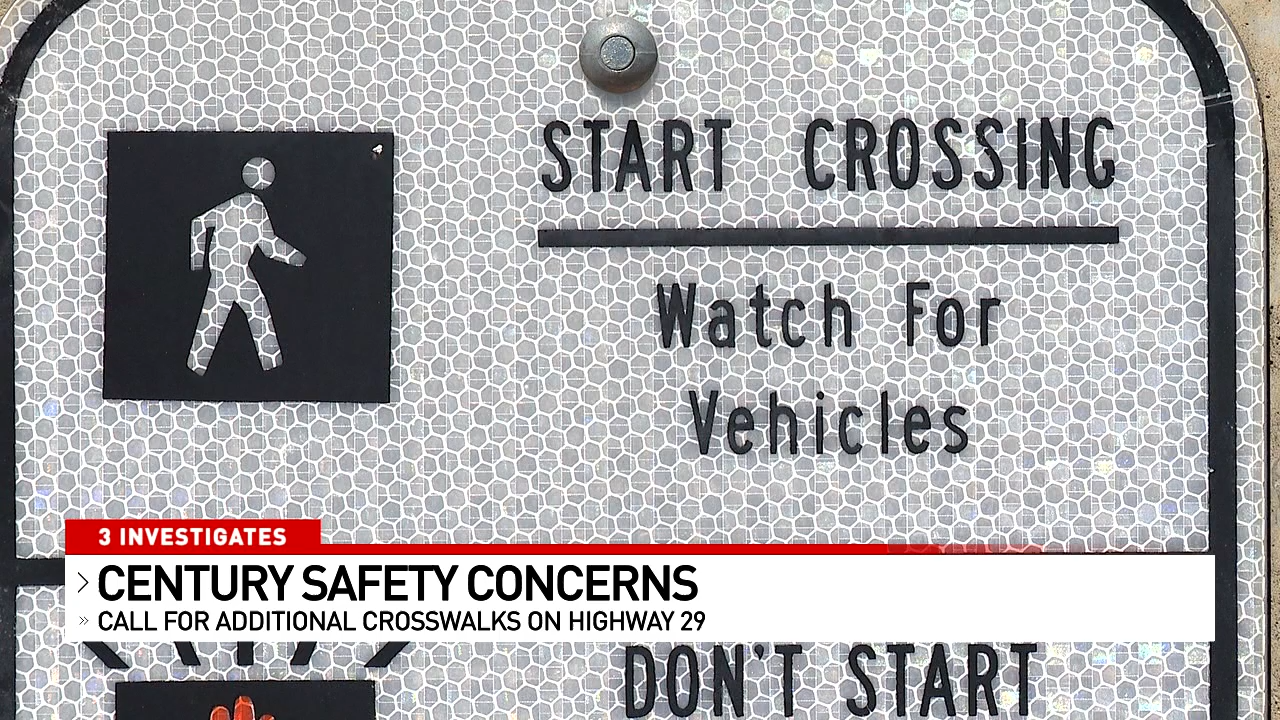 START CROSSING
Watch For
Vehicles
3 INVESTIGATES
CENTURY SAFETY CONCERNS
CALL FOR ADDITIONAL CROSSWALKS ON HIGHWAY 29
DON'T START